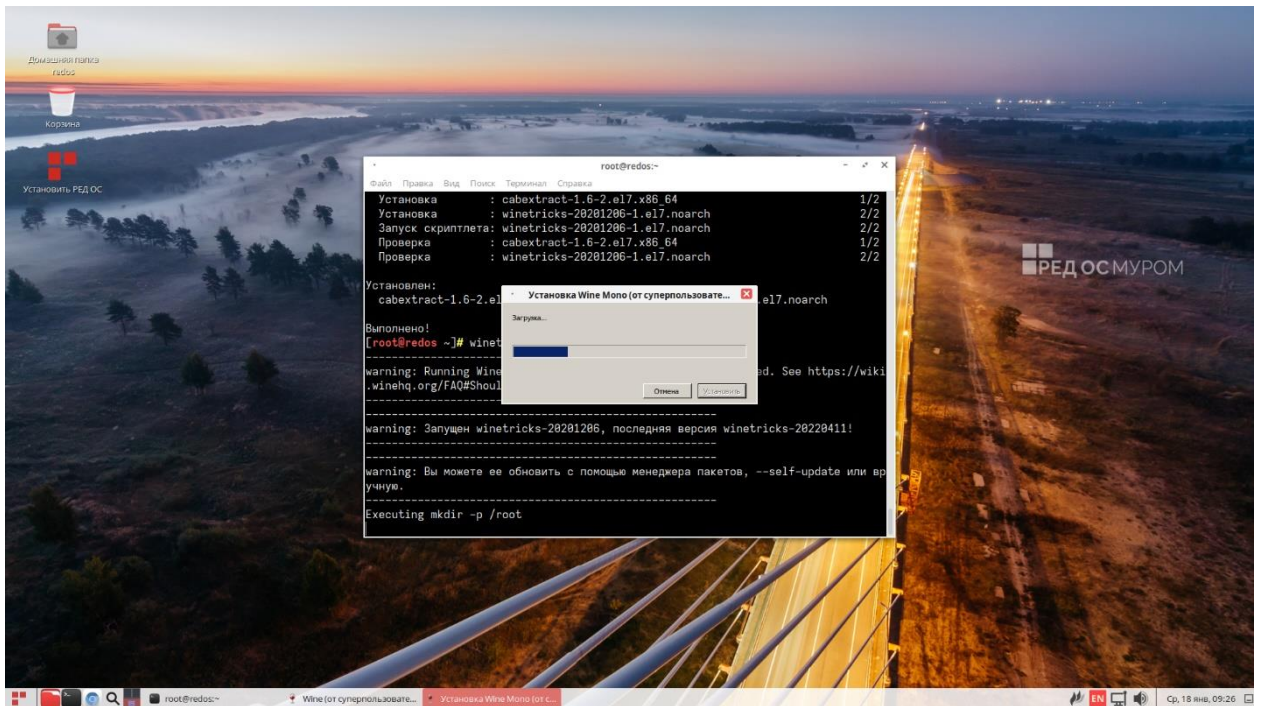 Домашняя папка
redos
Корзина
Установить РЕД ОС
РЕД ОС МУРОМ
root@redos:~
Файл Правка Вид Поиск Терминал Справка
Установка : cabextract-1.6-2.el7.x86_64 1/2
Установка : winetricks-20201206-1.el7.noarch 2/2
Запуск скриптлета: winetricks-20201206-1.el7.noarch 2/2
Проверка : cabextract-1.6-2.el7.x86_64 1/2
Проверка : winetricks-20201206-1.el7.noarch 2/2
Установлен:
cabextract-1.6-2.el .el7.noarch
Выполнено!
[root@redos ~]# winet
warning: Running Wine ed. See https://wiki
.winehq.org/FAQ#Shoul
------------------------------------------------------
warning: Запущен winetricks-20201206, последняя версия winetricks-20220411!
------------------------------------------------------
warning: Вы можете ее обновить с помощью менеджера пакетов, --self-update или вр
учную.
------------------------------------------------------
Executing mkdir -p /root
Установка Wine Mono (от суперпользовате...
Загрузка...
Отмена Установить
root@redos:~ Wine (от суперпользовате... Установка Wine Mono (от с... EN Ср, 18 янв, 09:26